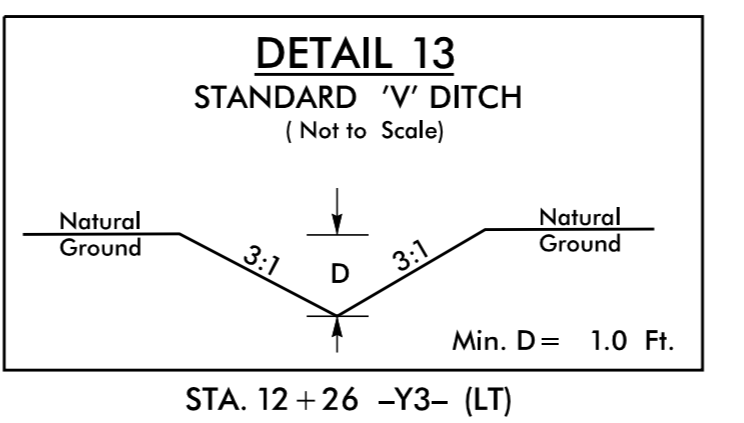 DETAIL 13
STANDARD 'V' DITCH
( Not to Scale)
Natural
Ground
3:1
D
3:1
Natural
Ground
Min. D= 1.0 Ft.
STA. 12+26 -Y3- (LT)